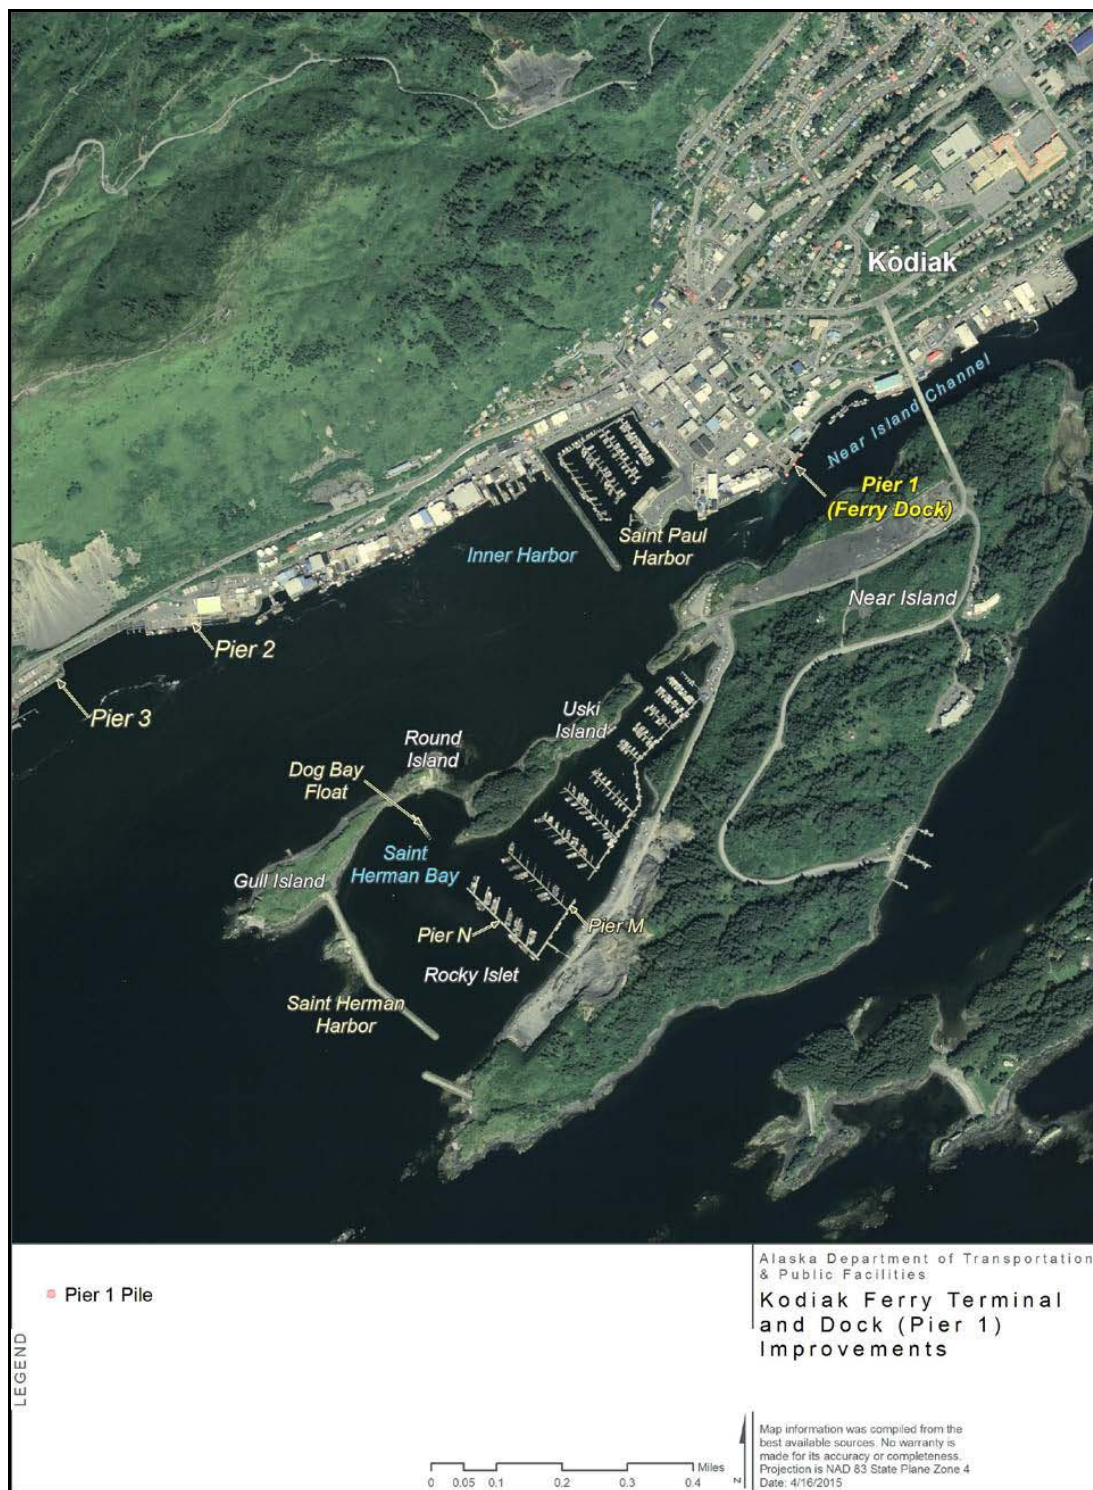 Kodiak
Near Island Channel
Pier 1
(Ferry Dock)
Saint Paul
Harbor
Inner Harbor
Near Island
Pier 2
Pier 3
Uski
Island
Round
Island
Dog Bay
Float
Saint
Herman Bay
Gull Island
Pier M
Pier N
Rocky Islet
Saint Herman
Harbor
LEGEND
Pier 1 Pile
Alaska Department of Transportation
& Public Facilities
Kodiak Ferry Terminal
and Dock (Pier 1)
Improvements
Miles
0 0.05 0.1 0.2 0.3 0.4
N
Map information was compiled from the
best available sources. No warranty is
made for its accuracy or completeness.
Projection is NAD 83 State Plane Zone 4
Date: 4/16/2015